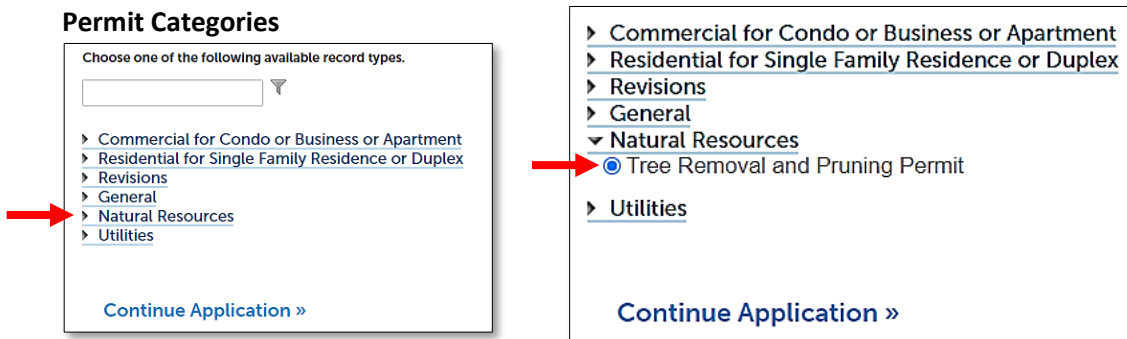 Permit Categories
Choose one of the following available record types.
Commercial for Condo or Business or Apartment
Residential for Single Family Residence or Duplex
Revisions
General
Natural Resources
Utilities
Continue Application »
Commercial for Condo or Business or Apartment
Residential for Single Family Residence or Duplex
Revisions
General
Natural Resources
Tree Removal and Pruning Permit
Utilities
Continue Application »